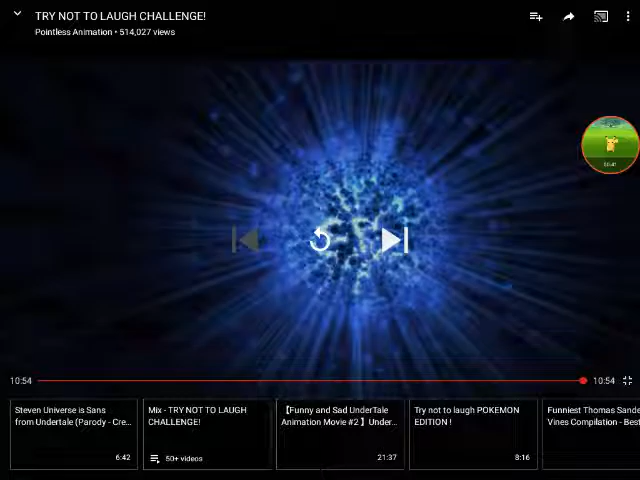 TRY NOT TO LAUGH CHALLENGE!
Pointless Animation • 514,027 views
10:54
10:54
Steven Universe is Sans
from Undertale (Parody - Cre...
6:42
Mix - TRY NOT TO LAUGH
CHALLENGE!
50+ videos
【Funny and Sad UnderTale
Animation Movie #2 】Under...
21:37
Try not to laugh POKEMON
EDITION !
8:16
Funniest Thomas Sande
Vines Compilation - Best